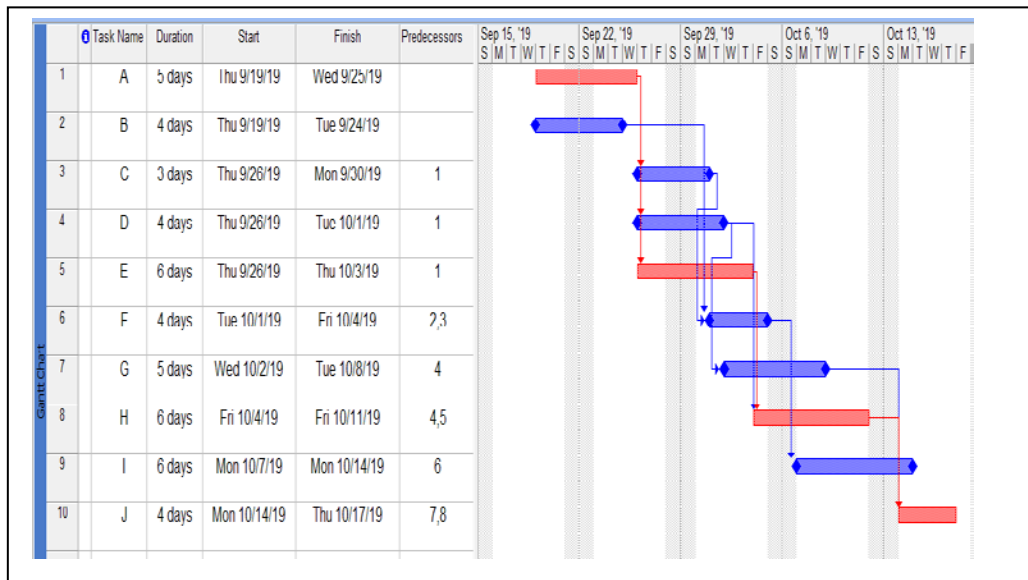 Task Name Duration Start Finish Predecessors Sep 15, '19 Sep 22, '19 Sep 29, '19 Oct 6, '19 Oct 13, '19
S M T W T F S S M T W T F S S M T W T F S S M T W T F S S M T W T F
1 A 5 days Thu 9/19/19 Wed 9/25/19
2 B 4 days Thu 9/19/19 Tue 9/24/19
3 C 3 days Thu 9/26/19 Mon 9/30/19 1
4 D 4 days Thu 9/26/19 Tue 10/1/19 1
5 E 6 days Thu 9/26/19 Thu 10/3/19 1
6 F 4 days Tue 10/1/19 Fri 10/4/19 2,3
7 G 5 days Wed 10/2/19 Tue 10/8/19 4
8 H 6 days Fri 10/4/19 Fri 10/11/19 4,5
9 I 6 days Mon 10/7/19 Mon 10/14/19 6
10 J 4 days Mon 10/14/19 Thu 10/17/19 7,8
Gantt Chart